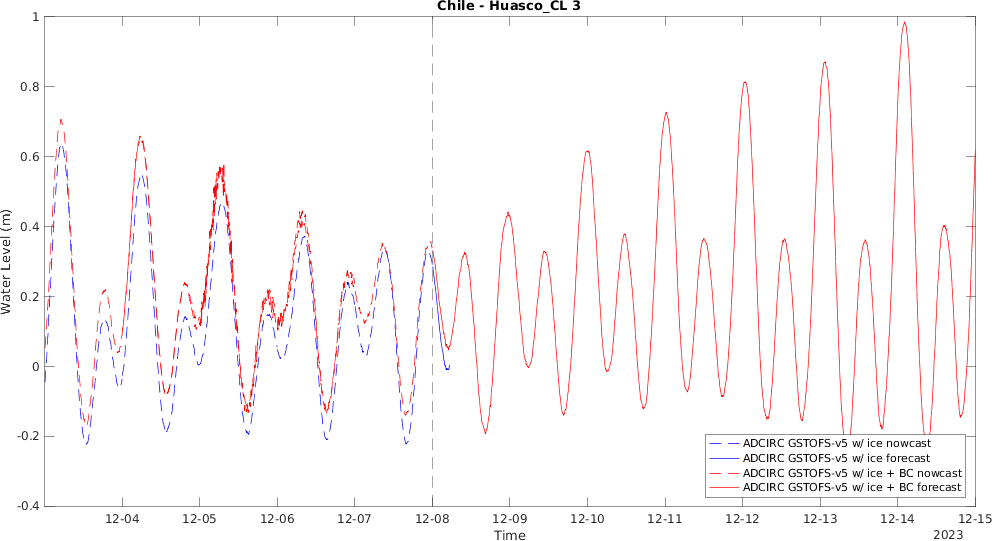 Chile - Huasco_CL 3
Water Level (m)
1
0.8
0.6
0.4
0.2
0
-0.2
-0.4
ADCIRC GSTOFS-v5 w/ ice nowcast
ADCIRC GSTOFS-v5 w/ ice forecast
ADCIRC GSTOFS-v5 w/ ice + BC nowcast
ADCIRC GSTOFS-v5 w/ ice + BC forecast
12-04 12-05 12-06 12-07 12-08 12-09 12-10 12-11 12-12 12-13 12-14 12-15
Time
2023